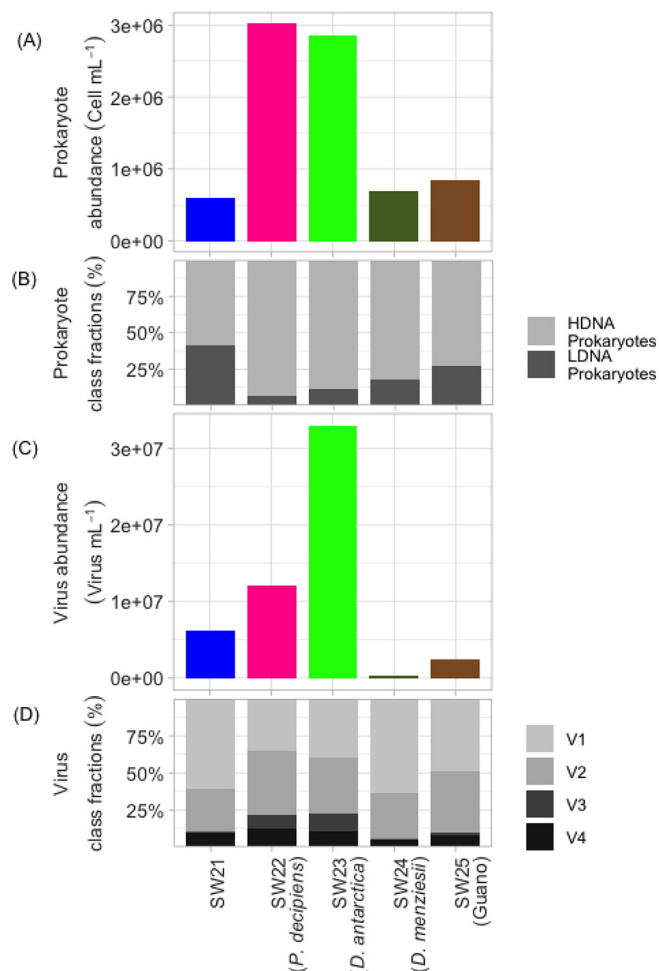 (A)
Prokaryote
abundance (Cell mL⁻¹)
3e+06
2e+06
1e+06
0e+00
(B)
Prokaryote
class fractions (%)
75%
50%
25%
HDNA
Prokaryotes
LDNA
Prokaryotes
(C)
Virus abundance
(Virus mL⁻¹)
3e+07
2e+07
1e+07
0e+00
(D)
Virus
class fractions (%)
75%
50%
25%
V1
V2
V3
V4
SW21
SW22
(P. decipiens)
SW23
(D. antarctica)
SW24
(D. menziesii)
SW25
(Guano)